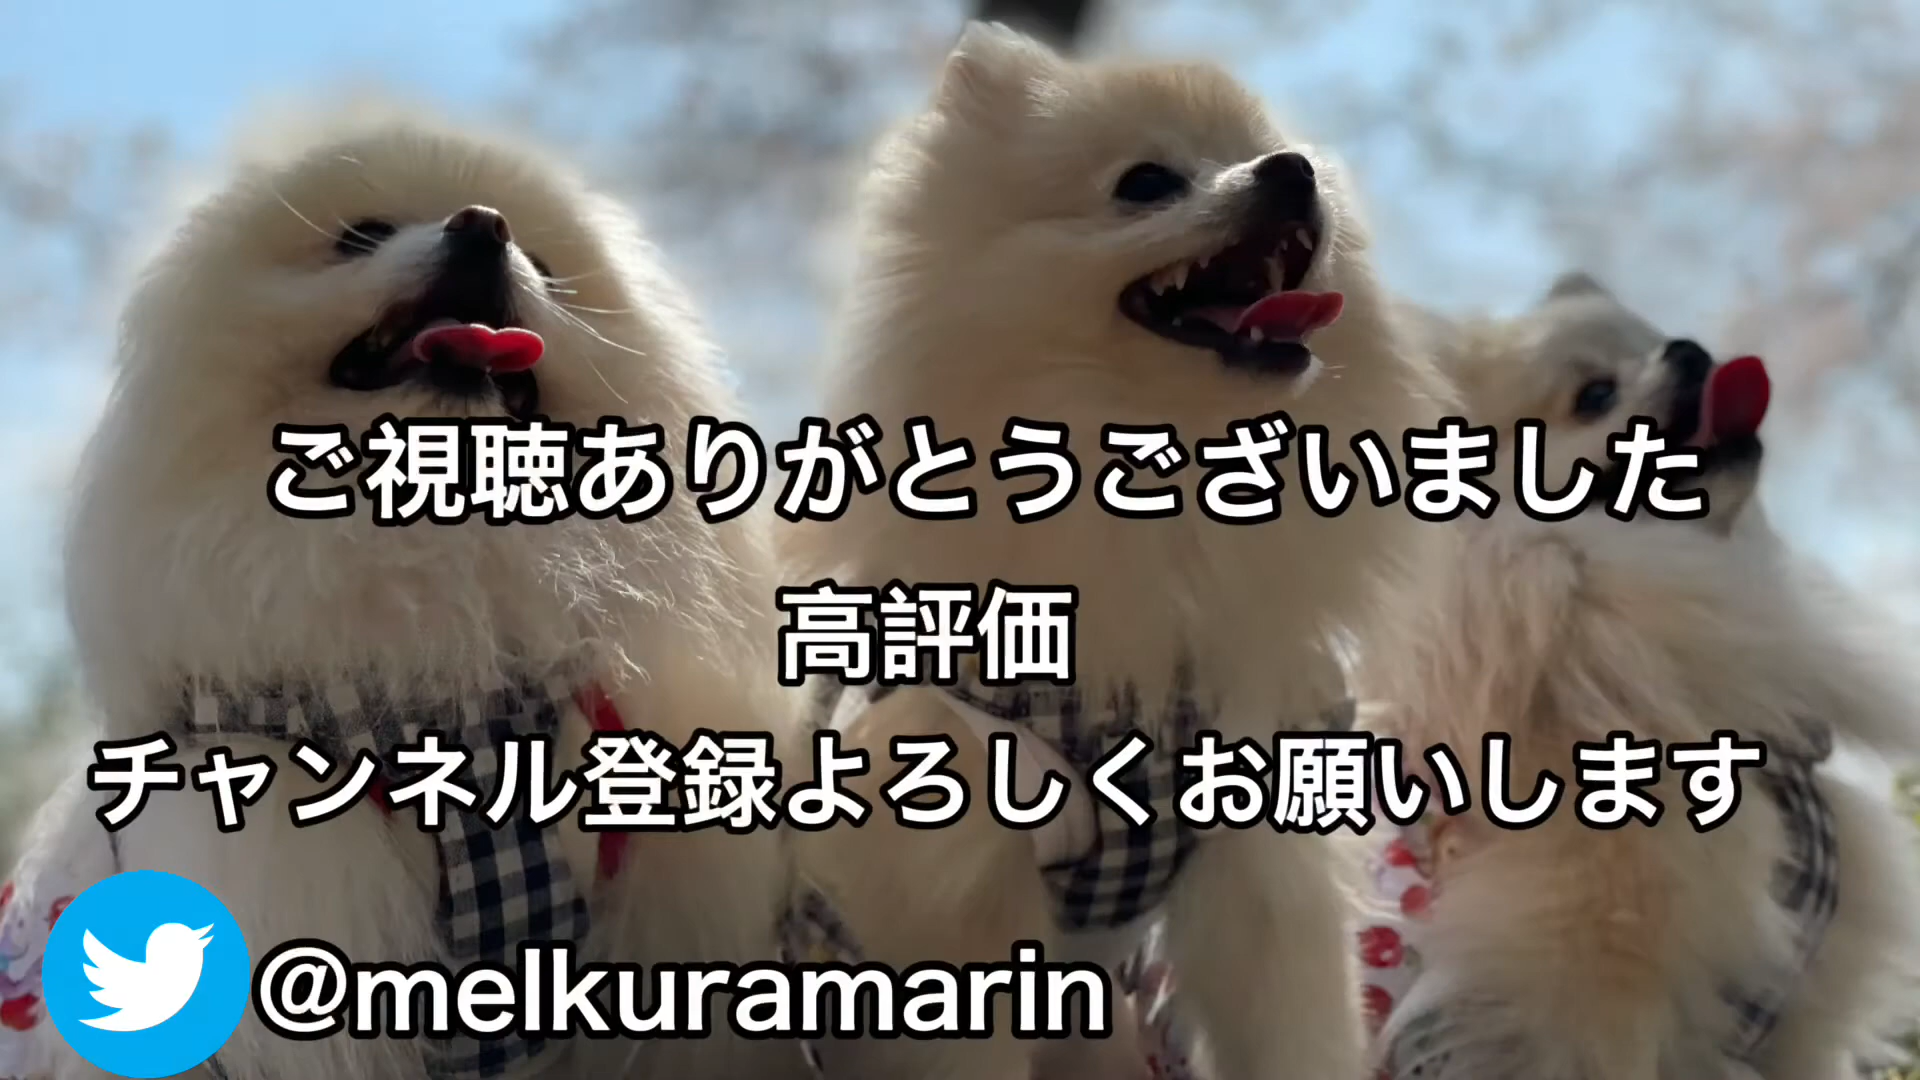 ご視聴ありがとうございました
高評価
チャンネル登録よろしくお願いします
@melkuramarin